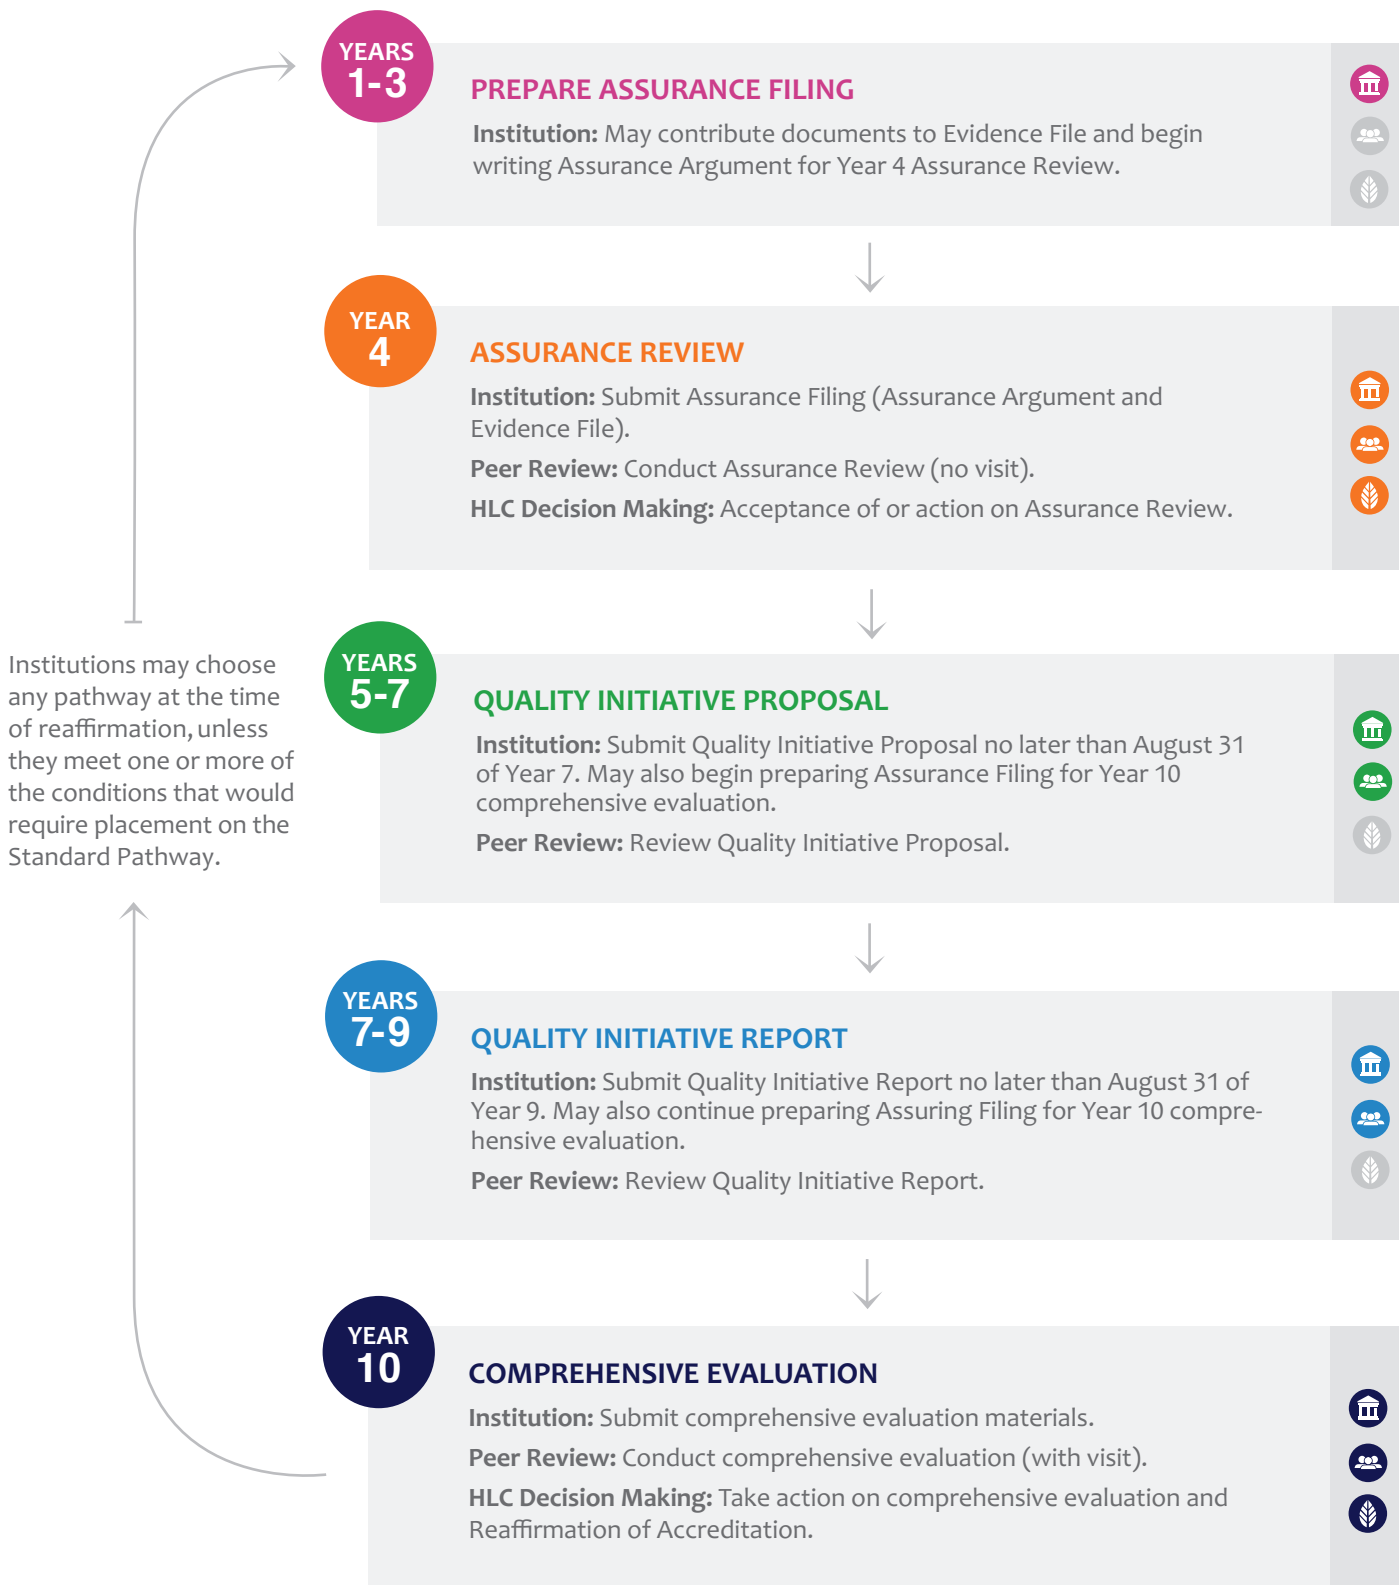 YEARS
1-3
PREPARE ASSURANCE FILING
Institution: May contribute documents to Evidence File and begin
writing Assurance Argument for Year 4 Assurance Review.
YEAR
4
ASSURANCE REVIEW
Institution: Submit Assurance Filing (Assurance Argument and
Evidence File).
Peer Review: Conduct Assurance Review (no visit).
HLC Decision Making: Acceptance of or action on Assurance Review.
Institutions may choose
any pathway at the time
of reaffirmation, unless
they meet one or more of
the conditions that would
require placement on the
Standard Pathway.
YEARS
5-7
QUALITY INITIATIVE PROPOSAL
Institution: Submit Quality Initiative Proposal no later than August 31
of Year 7. May also begin preparing Assurance Filing for Year 10
comprehensive evaluation.
Peer Review: Review Quality Initiative Proposal.
YEARS
7-9
QUALITY INITIATIVE REPORT
Institution: Submit Quality Initiative Report no later than August 31 of
Year 9. May also continue preparing Assuring Filing for Year 10 compre-
hensive evaluation.
Peer Review: Review Quality Initiative Report.
YEAR
10
COMPREHENSIVE EVALUATION
Institution: Submit comprehensive evaluation materials.
Peer Review: Conduct comprehensive evaluation (with visit).
HLC Decision Making: Take action on comprehensive evaluation and
Reaffirmation of Accreditation.